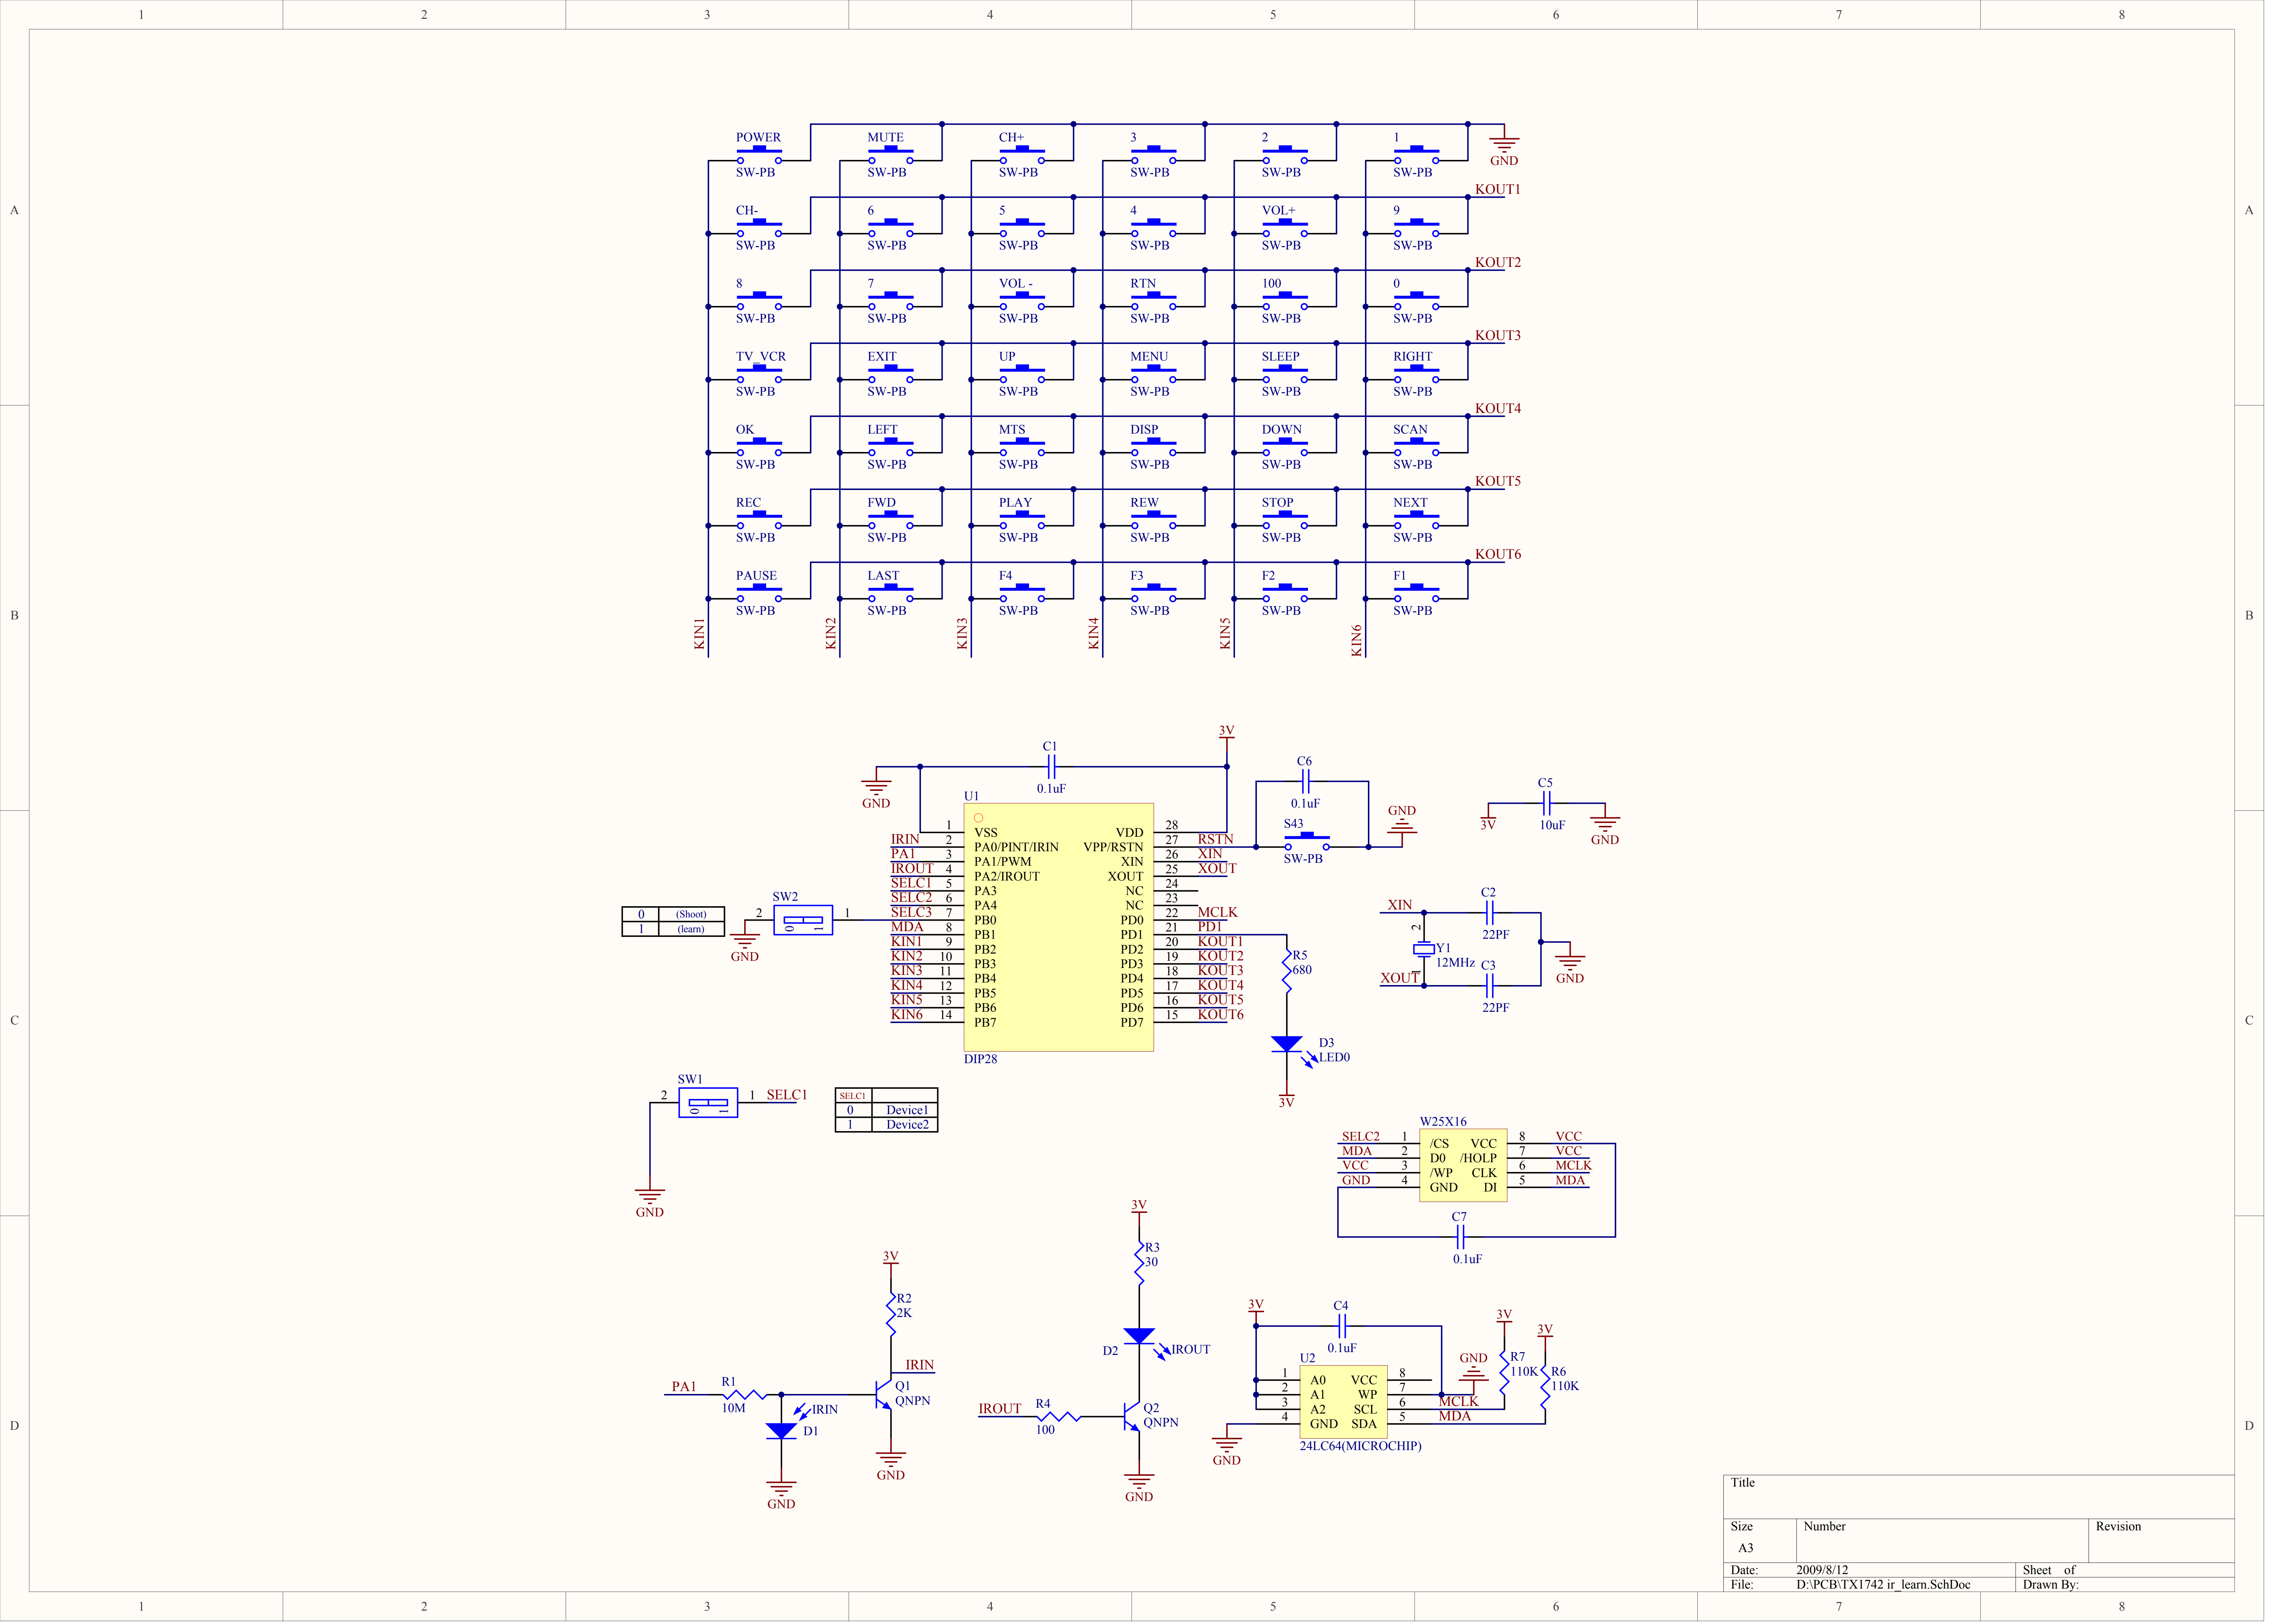 1 2 3 4 5 6 7 8
A A
B B
C C
D D
POWER MUTE CH+ 3 2 1
SW-PB SW-PB SW-PB SW-PB SW-PB SW-PB
GND
KOUT1
CH- 6 5 4 VOL+ 9
SW-PB SW-PB SW-PB SW-PB SW-PB SW-PB
KOUT2
8 7 VOL - RTN 100 0
SW-PB SW-PB SW-PB SW-PB SW-PB SW-PB
KOUT3
TV_VCR EXIT UP MENU SLEEP RIGHT
SW-PB SW-PB SW-PB SW-PB SW-PB SW-PB
KOUT4
OK LEFT MTS DISP DOWN SCAN
SW-PB SW-PB SW-PB SW-PB SW-PB SW-PB
KOUT5
REC FWD PLAY REW STOP NEXT
SW-PB SW-PB SW-PB SW-PB SW-PB SW-PB
KOUT6
PAUSE LAST F4 F3 F2 F1
SW-PB SW-PB SW-PB SW-PB SW-PB SW-PB
KIN1 KIN2 KIN3 KIN4 KIN5 KIN6
3V
C1
0.1uF
GND
U1
1 VSS VDD 28
IRIN 2 PA0/PINT/IRIN VPP/RSTN 27 RSTN
PA1 3 PA1/PWM XIN 26 XIN
IROUT 4 PA2/IROUT XOUT 25 XOUT
SELC1 5 PA3 NC 24
SELC2 6 PA4 NC 23
SELC3 7 PB0 PD0 22 MCLK
MDA 8 PB1 PD1 21 PD1
KIN1 9 PB2 PD2 20 KOUT1
KIN2 10 PB3 PD3 19 KOUT2
KIN3 11 PB4 PD4 18 KOUT3
KIN4 12 PB5 PD5 17 KOUT4
KIN5 13 PB6 PD6 16 KOUT5
KIN6 14 PB7 PD7 15 KOUT6
DIP28
C6
0.1uF
S43
SW-PB
GND
C5
10uF
3V
GND
0 (Shoot)
1 (learn)
SW2
2 0 1 1
GND
R5
680
D3
LED0
3V
XIN
C2
22PF
2
Y1
12MHz
1
XOUT
C3
22PF
GND
SW1
2 0 1 1 SELC1
GND
SELC1
0 Device1
1 Device2
W25X16
SELC2 1 /CS VCC 8 VCC
MDA 2 D0 /HOLP 7 VCC
VCC 3 /WP CLK 6 MCLK
GND 4 GND DI 5 MDA
C7
0.1uF
3V
R2
2K
IRIN
PA1
R1
10M
IRIN
D1
Q1
QNPN
GND
GND
3V
R3
30
D2 IROUT
IROUT
R4
100
Q2
QNPN
GND
3V
C4
0.1uF
U2
1 A0 VCC 8
2 A1 WP 7
3 A2 SCL 6 MCLK
4 GND SDA 5 MDA
24LC64(MICROCHIP)
GND
GND
3V
R7
110K
3V
R6
110K
Title
Size Number Revision
A3
Date: 2009/8/12 Sheet of
File: D:\PCB\TX1742 ir_learn.SchDoc Drawn By:
1 2 3 4 5 6 7 8